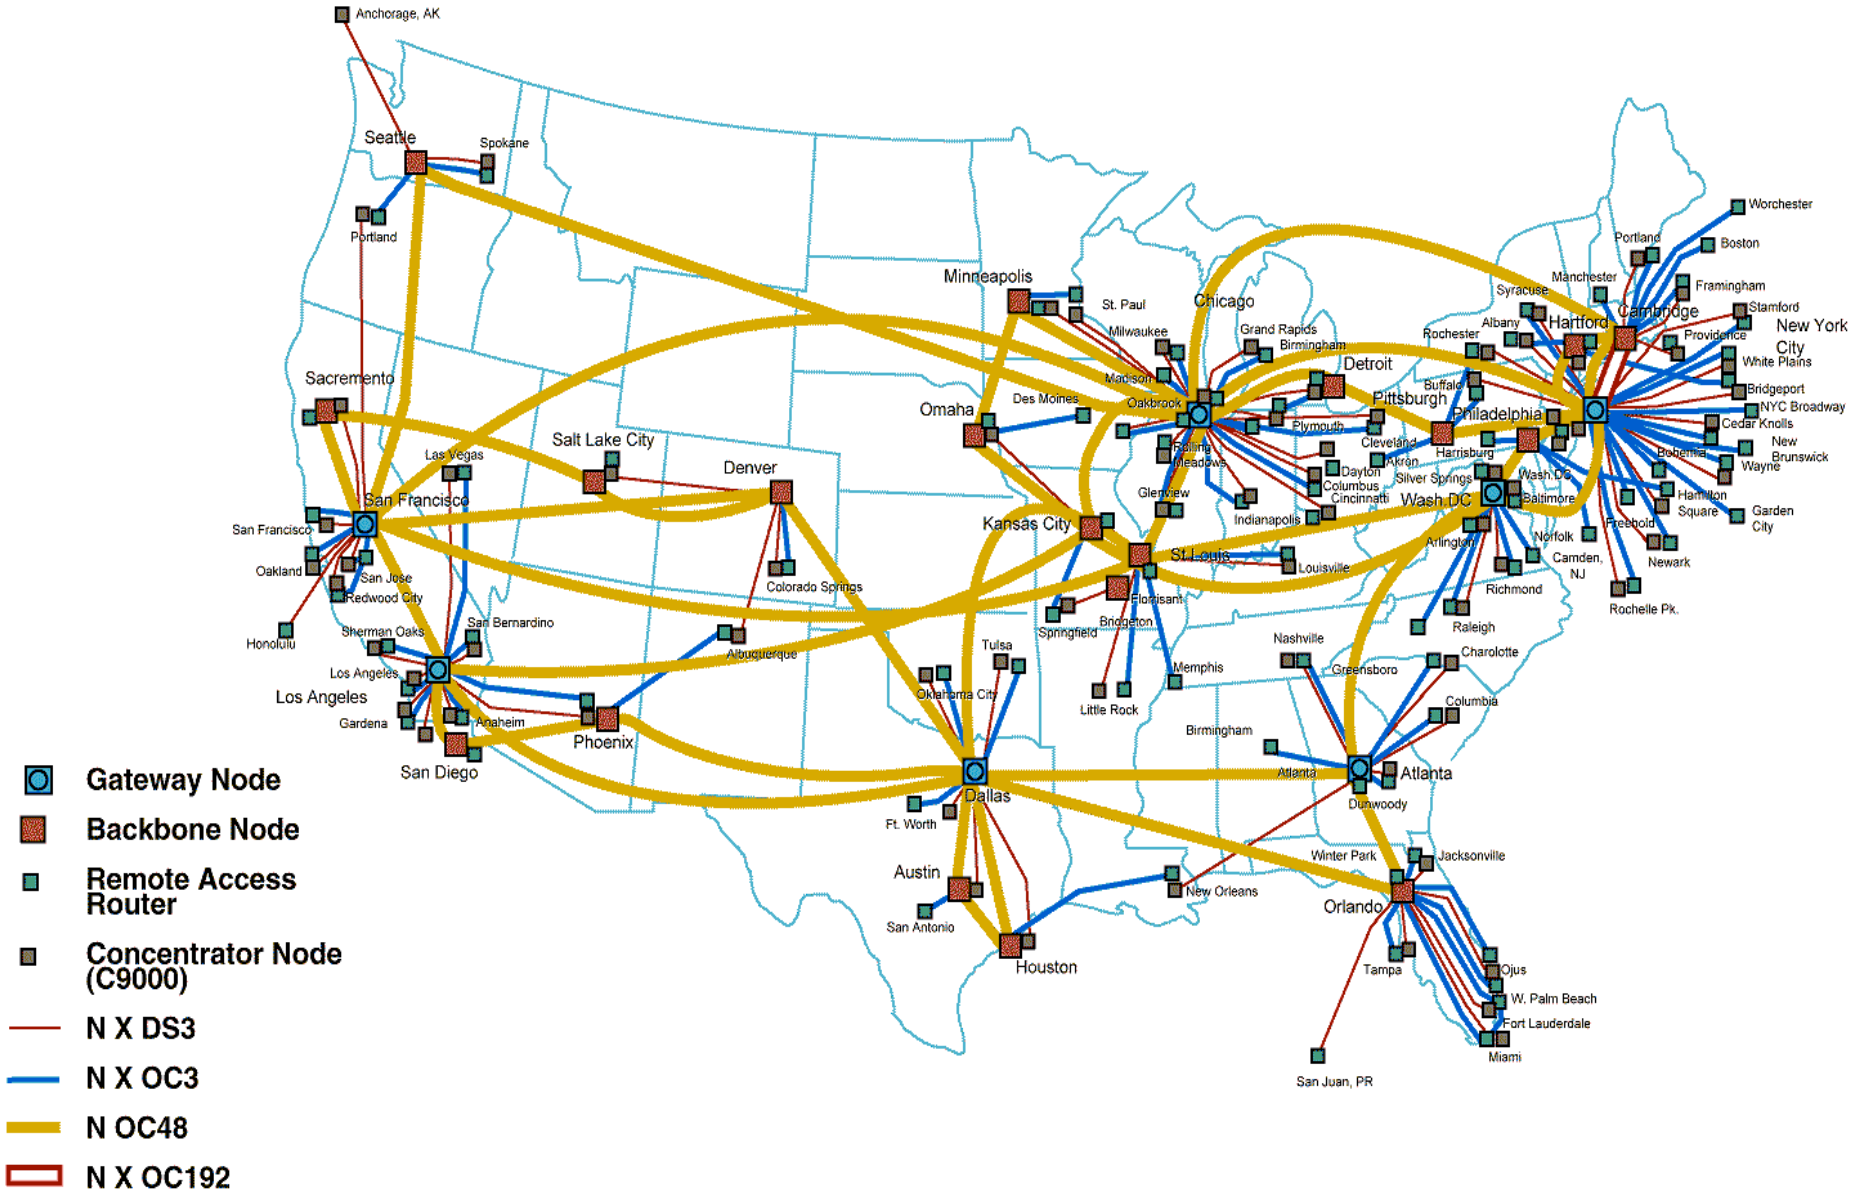 Anchorage, AK
Seattle
Spokane
Portland
Worchester
Portland
Boston
Minneapolis
Manchester
Framingham
St. Paul
Chicago
Syracuse
Stamford
Cambridge
Milwaukee
Grand Rapids
Albany
Hartford
New York
City
Birmingham
Rochester
Providence
White Plains
Detroit
Madison
Sacremento
Buffalo
Bridgeport
Pittsburgh
Des Moines
Oakbrook
Omaha
Philadelphia
NYC Broadway
Plymouth
Cedar Knolls
Salt Lake City
Cleveland
New
Brunswick
Las Vegas
Rolling
Meadows
Harrisburg
Bohemia
Akron
Wayne
Denver
Dayton
Silver Springs
Wash.DC
Columbus
San Francisco
Glenview
Cincinnatti
Wash.DC
Baltimore
Hamilton
Square
Garden
City
San Francisco
Kansas City
Indianapolis
Freehold
Norfolk
Arlington
St Louis
Camden,
NJ
Newark
Oakland
San Jose
Louisville
Colorado Springs
Richmond
Redwood City
Florissant
Rochelle Pk.
Bridgeton
Springfield
Raleigh
San Bernardino
Sherman Oaks
Honolulu
Nashville
Tulsa
Albuquerque
Charolotte
Greensboro
Memphis
Los Angeles
Oklahoma City
Los Angeles
Columbia
Little Rock
Gardena
Anaheim
Birmingham
Phoenix
San Diego
Atlanta
Atlanta
Gateway Node
Dallas
Dunwoody
Ft. Worth
Backbone Node
Winter Park
Jacksonville
Austin
Remote Access
Router
New Orleans
Orlando
San Antonio
Concentrator Node
(C9000)
Houston
Tampa
Ojus
W. Palm Beach
N X DS3
Fort Lauderdale
Miami
N X OC3
San Juan, PR
N OC48
N X OC192